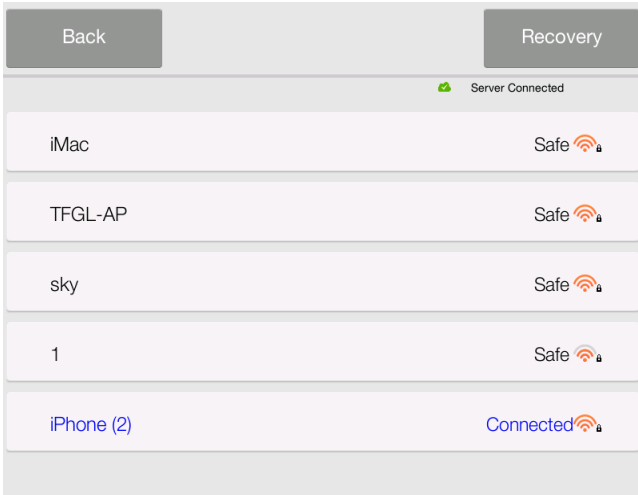 Back Recovery
Server Connected
iMac Safe
TFGL-AP Safe
sky Safe
1 Safe
iPhone (2) Connected